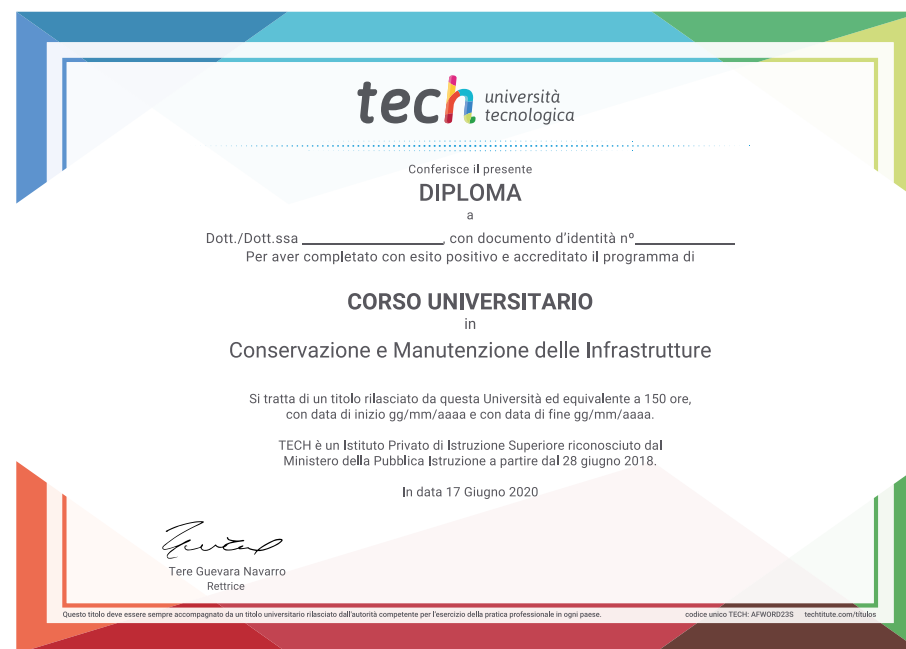 tech università
tecnologica
Conferisce il presente
DIPLOMA
a
Dott./Dott.ssa ____________________, con documento d'identità nº______________
Per aver completato con esito positivo e accreditato il programma di
CORSO UNIVERSITARIO
in
Conservazione e Manutenzione delle Infrastrutture
Si tratta di un titolo rilasciato da questa Università ed equivalente a 150 ore,
con data di inizio gg/mm/aaaa e con data di fine gg/mm/aaaa.
TECH è un Istituto Privato di Istruzione Superiore riconosciuto dal
Ministero della Pubblica Istruzione a partire dal 28 giugno 2018.
In data 17 Giugno 2020
Tere Guevara Navarro
Rettrice
Questo titolo deve essere sempre accompagnato da un titolo universitario rilasciato dall'autorità competente per l'esercizio della pratica professionale in ogni paese. codice unico TECH: AFWORD23S techtitute.com/titulos